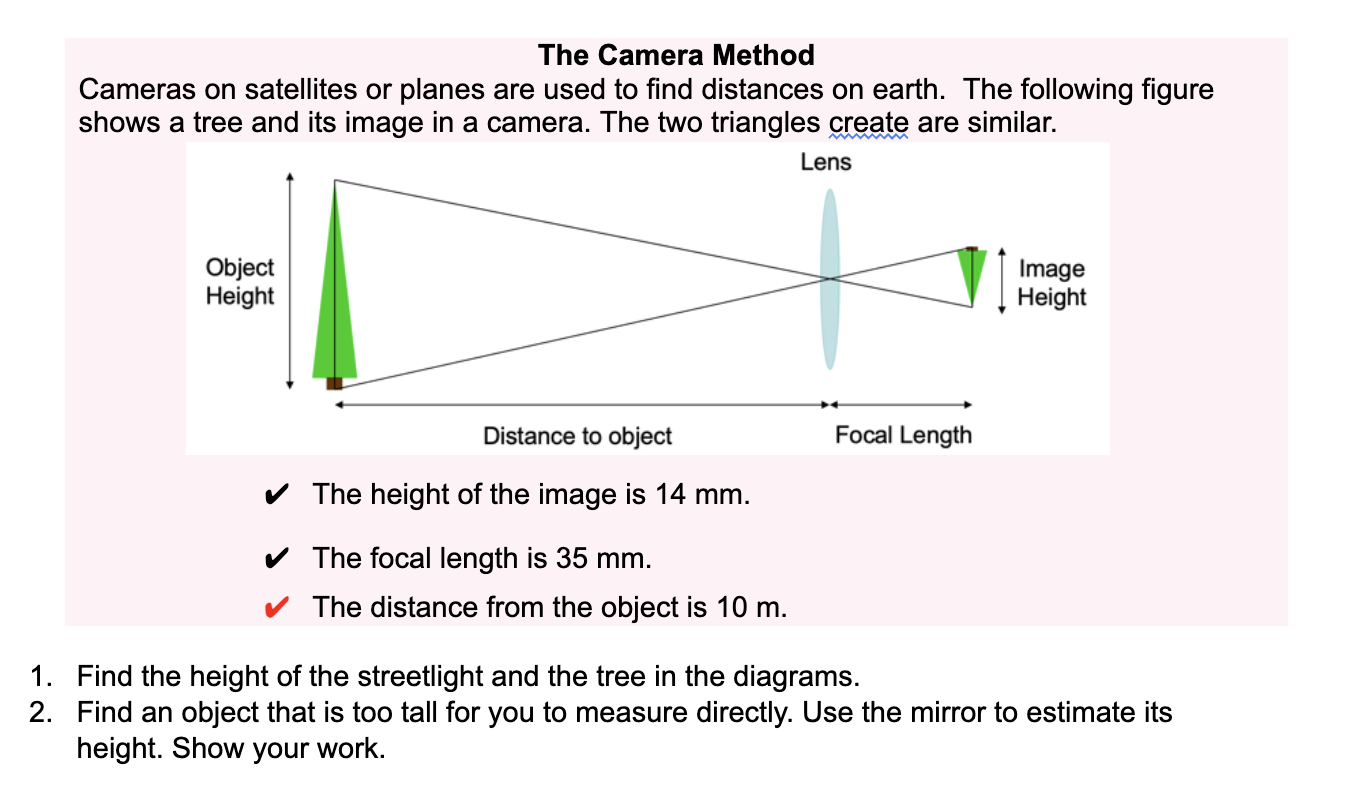 The Camera Method
Cameras on satellites or planes are used to find distances on earth.  The following figure
shows a tree and its image in a camera. The two triangles create are similar.
Lens
Object
Height
Image
Height
Distance to object
Focal Length
✔ The height of the image is 14 mm.
✔ The focal length is 35 mm.
✔ The distance from the object is 10 m.
1. Find the height of the streetlight and the tree in the diagrams.
2. Find an object that is too tall for you to measure directly. Use the mirror to estimate its
height. Show your work.